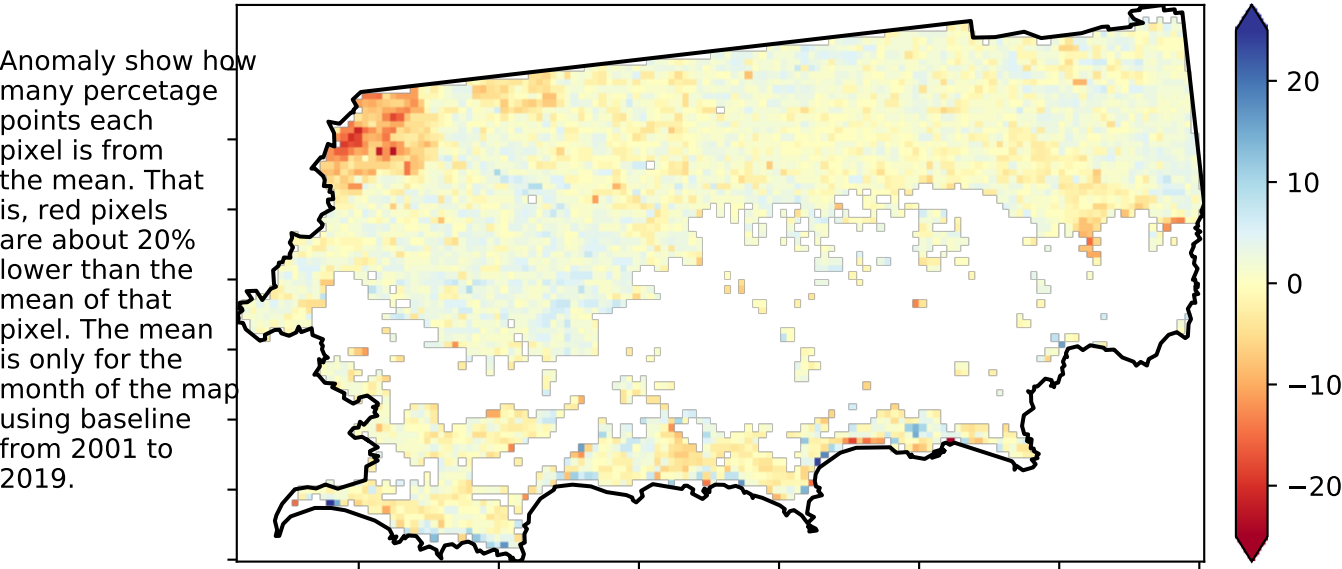 Anomaly show how
many percetage
points each
pixel is from
the mean. That
is, red pixels
are about 20%
lower than the
mean of that
pixel. The mean
is only for the
month of the map
using baseline
from 2001 to
2019.
20
10
0
−10
−20